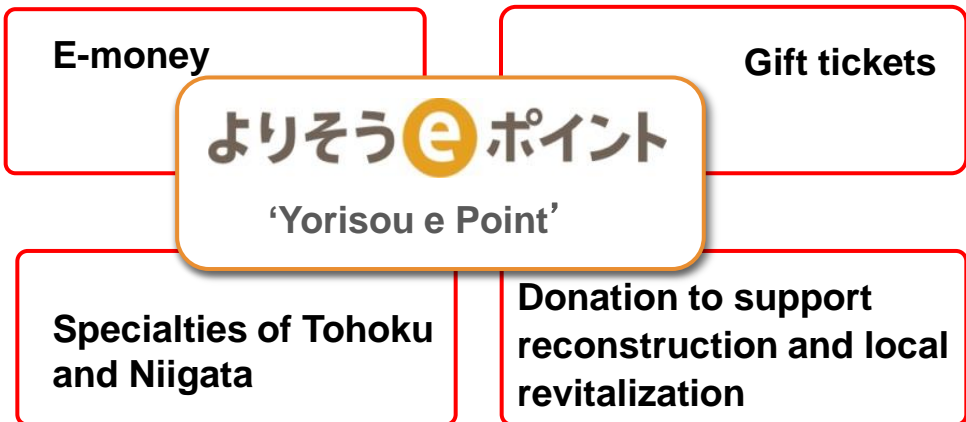 E-money
Gift tickets
よりそうeポイント
‘Yorisou e Point’
Specialties of Tohoku
and Niigata
Donation to support
reconstruction and local
revitalization